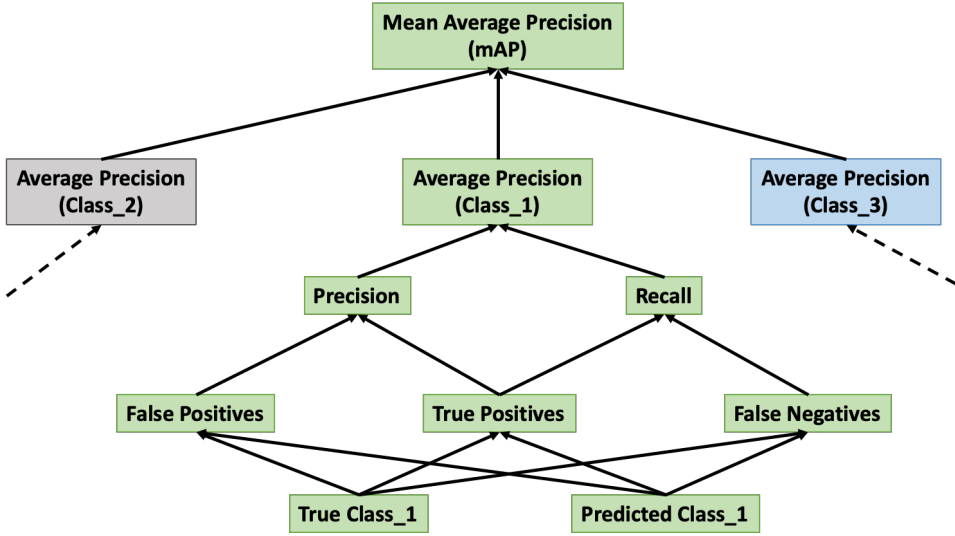 Mean Average Precision
(mAP)
Average Precision
(Class_2)
Average Precision
(Class_1)
Average Precision
(Class_3)
Precision
Recall
False Positives
True Positives
False Negatives
True Class_1
Predicted Class_1